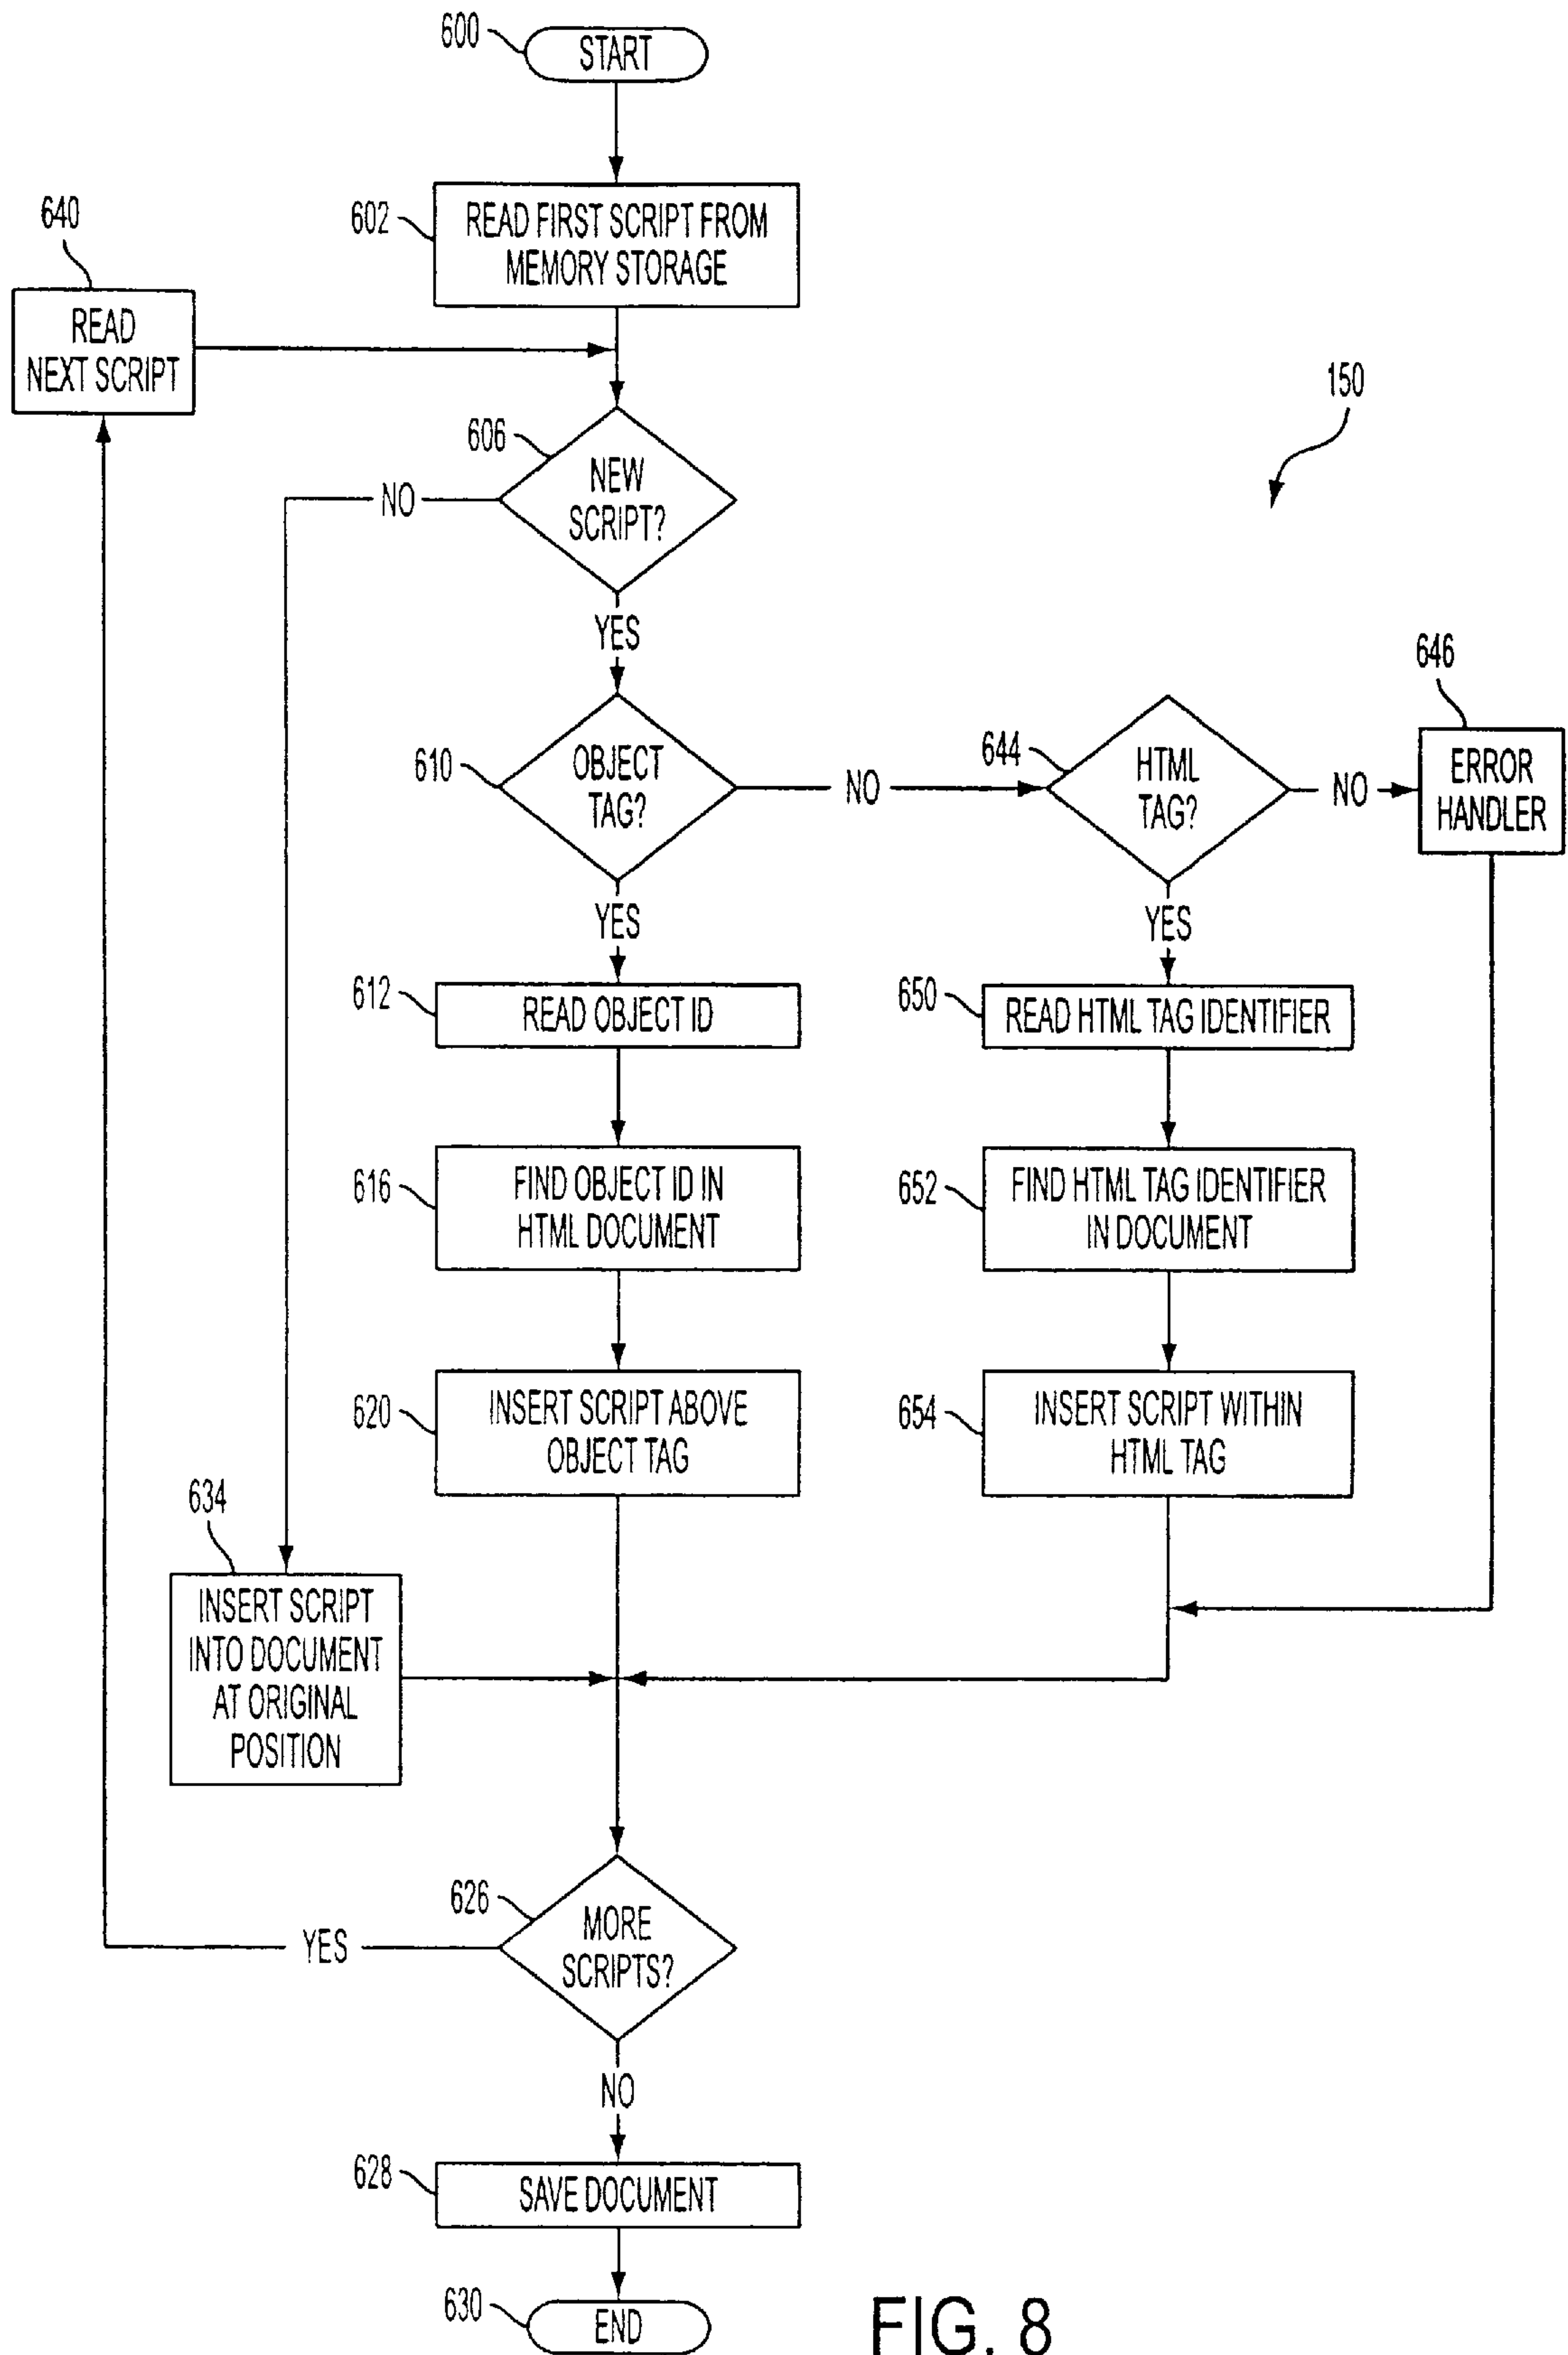 600
START
602
READ FIRST SCRIPT FROM
MEMORY STORAGE
640
READ
NEXT SCRIPT
150
606
NEW
SCRIPT?
NO
YES
610
OBJECT
TAG?
NO
644
HTML
TAG?
NO
646
ERROR
HANDLER
YES
YES
612
READ OBJECT ID
650
READ HTML TAG IDENTIFIER
616
FIND OBJECT ID IN
HTML DOCUMENT
652
FIND HTML TAG IDENTIFIER
IN DOCUMENT
620
INSERT SCRIPT ABOVE
OBJECT TAG
654
INSERT SCRIPT WITHIN
HTML TAG
634
INSERT SCRIPT
INTO DOCUMENT
AT ORIGINAL
POSITION
626
MORE
SCRIPTS?
YES
NO
628
SAVE DOCUMENT
630
END
FIG. 8